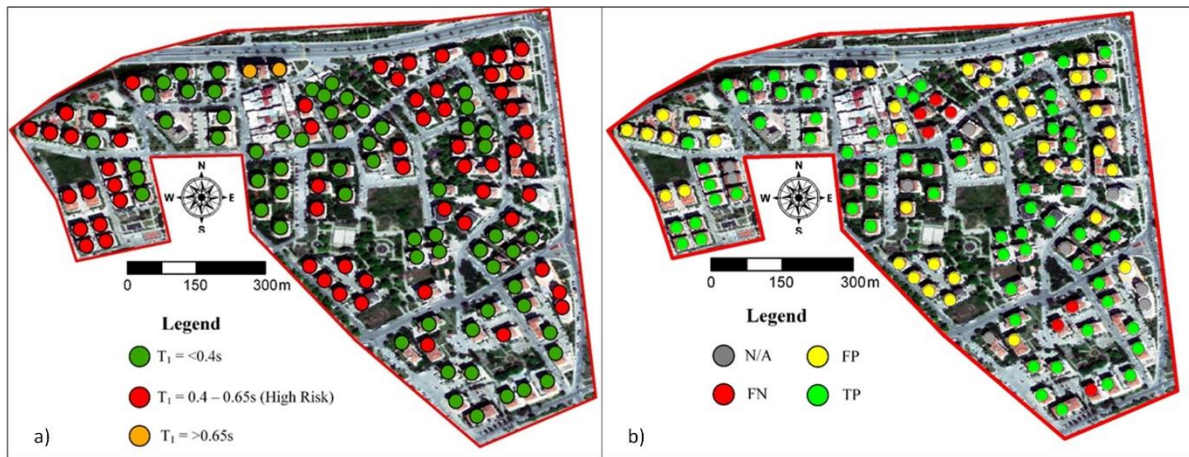 N
W E
S
0 150 300m
Legend
T₁ = <0.4s
T₁ = 0.4 – 0.65s (High Risk)
T₁ = >0.65s
a)
N
W E
S
0 150 300m
Legend
N/A FP
FN TP
b)